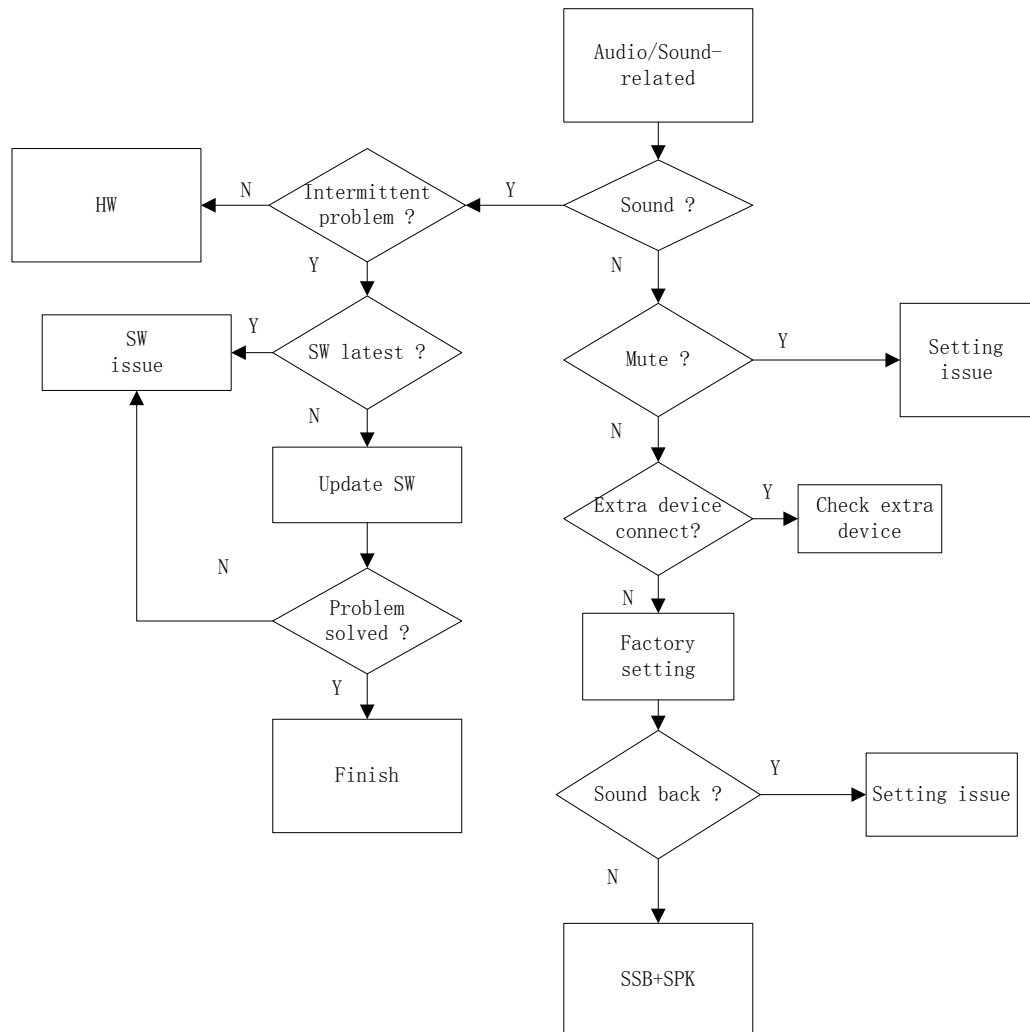 Audio/Sound-
related
Sound ?
Y
N
Intermittent
problem ?
N
HW
Y
SW latest ?
Y
SW
issue
N
Update SW
Problem
solved ?
N
Y
Finish
Mute ?
Y
Setting
issue
N
Extra device
connect?
Y
Check extra
device
N
Factory
setting
Sound back ?
Y
Setting issue
N
SSB+SPK